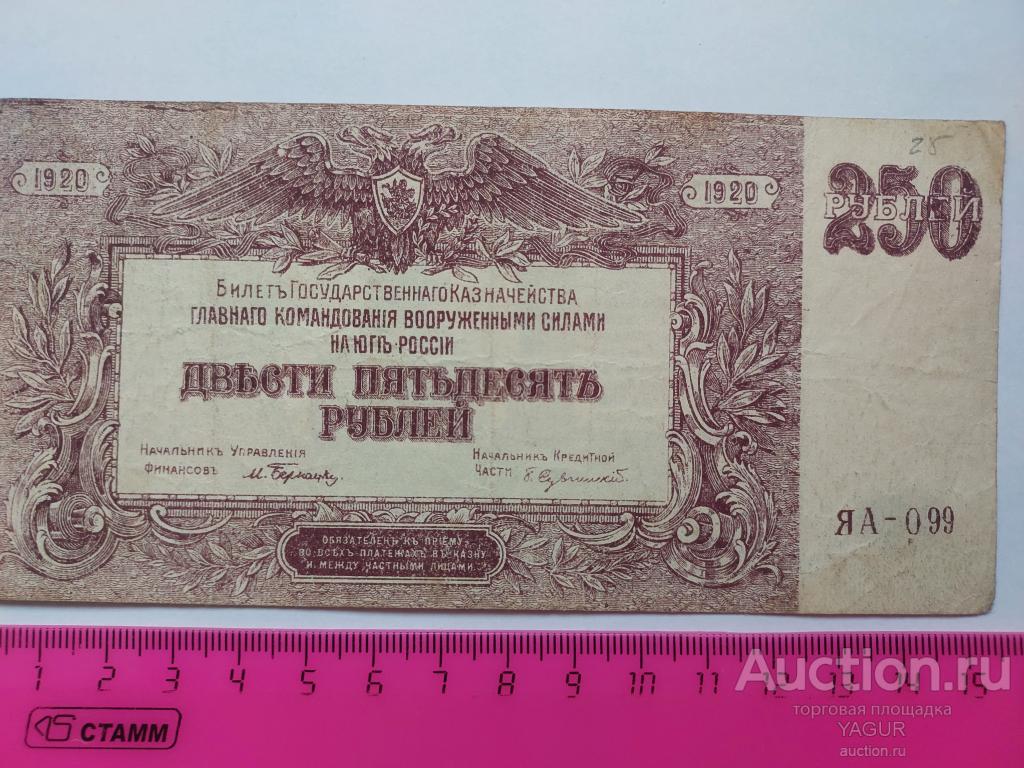 25
1920
1920
250
РУБЛЕЙ
БИЛЕТЪ ГОСУДАРСТВЕННАГО КАЗНАЧЕЙСТВА
ГЛАВНАГО КОМАНДОВАНІЯ ВООРУЖЕННЫМИ СИЛАМИ
НА ЮГѢ РОССІИ
ДВѢСТИ ПЯТЬДЕСЯТЪ
РУБЛЕЙ
НАЧАЛЬНИКЪ УПРАВЛЕНІЯ
ФИНАНСОВЪ М. Бернацкій.
НАЧАЛЬНИКЪ КРЕДИТНОЙ
ЧАСТИ Б. Сувчинскій.
ЯА-099
ОБЯЗАТЕЛЕНЪ КЪ ПРІЕМУ
ВО ВСѢХЪ ПЛАТЕЖАХЪ ВЪ КАЗНУ
И МЕЖДУ ЧАСТНЫМИ ЛИЦАМИ.
1 2 3 4 5 6 7 8 9 10 11 12 13 14 15
СТАММ
Auction.ru
торговая площадка
YAGUR
auction.ru